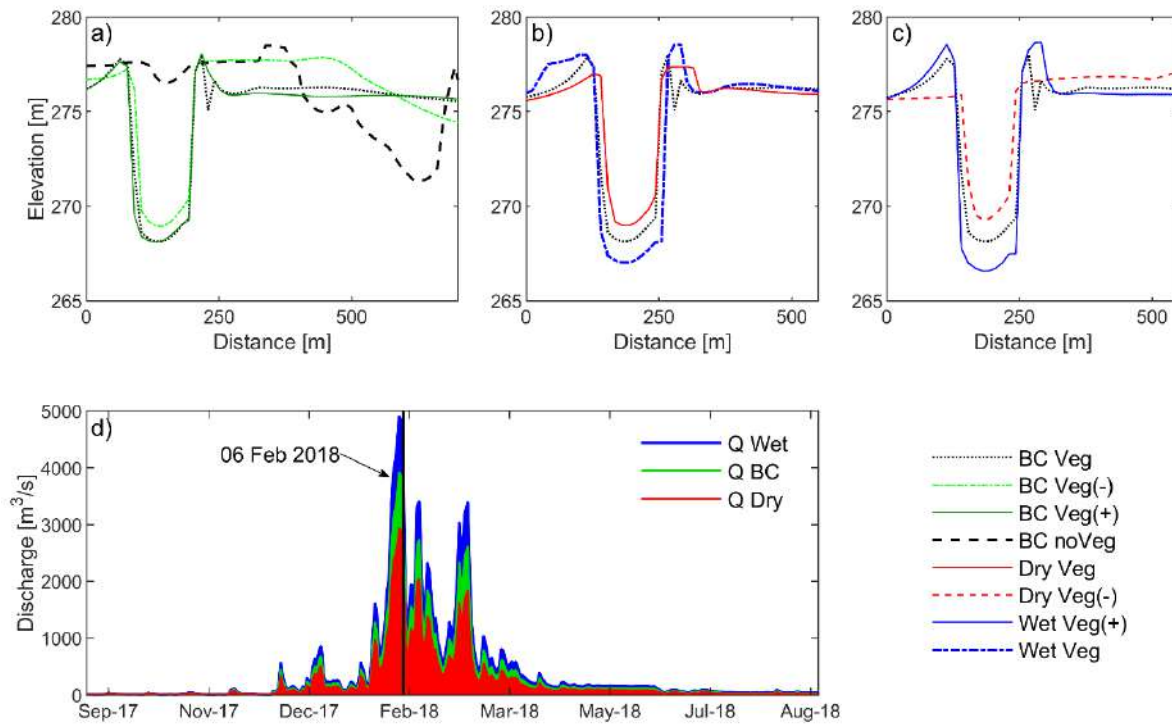 a)
b)
c)
280
275
270
265
Elevation [m]
0
250
500
Distance [m]
280
275
270
265
0
250
500
Distance [m]
280
275
270
265
0
250
500
Distance [m]
d)
5000
4000
3000
2000
1000
0
Discharge [m³/s]
06 Feb 2018
Q Wet
Q BC
Q Dry
Sep-17
Nov-17
Dec-17
Feb-18
Mar-18
May-18
Jul-18
Aug-18
BC Veg
BC Veg(-)
BC Veg(+)
BC noVeg
Dry Veg
Dry Veg(-)
Wet Veg(+)
Wet Veg